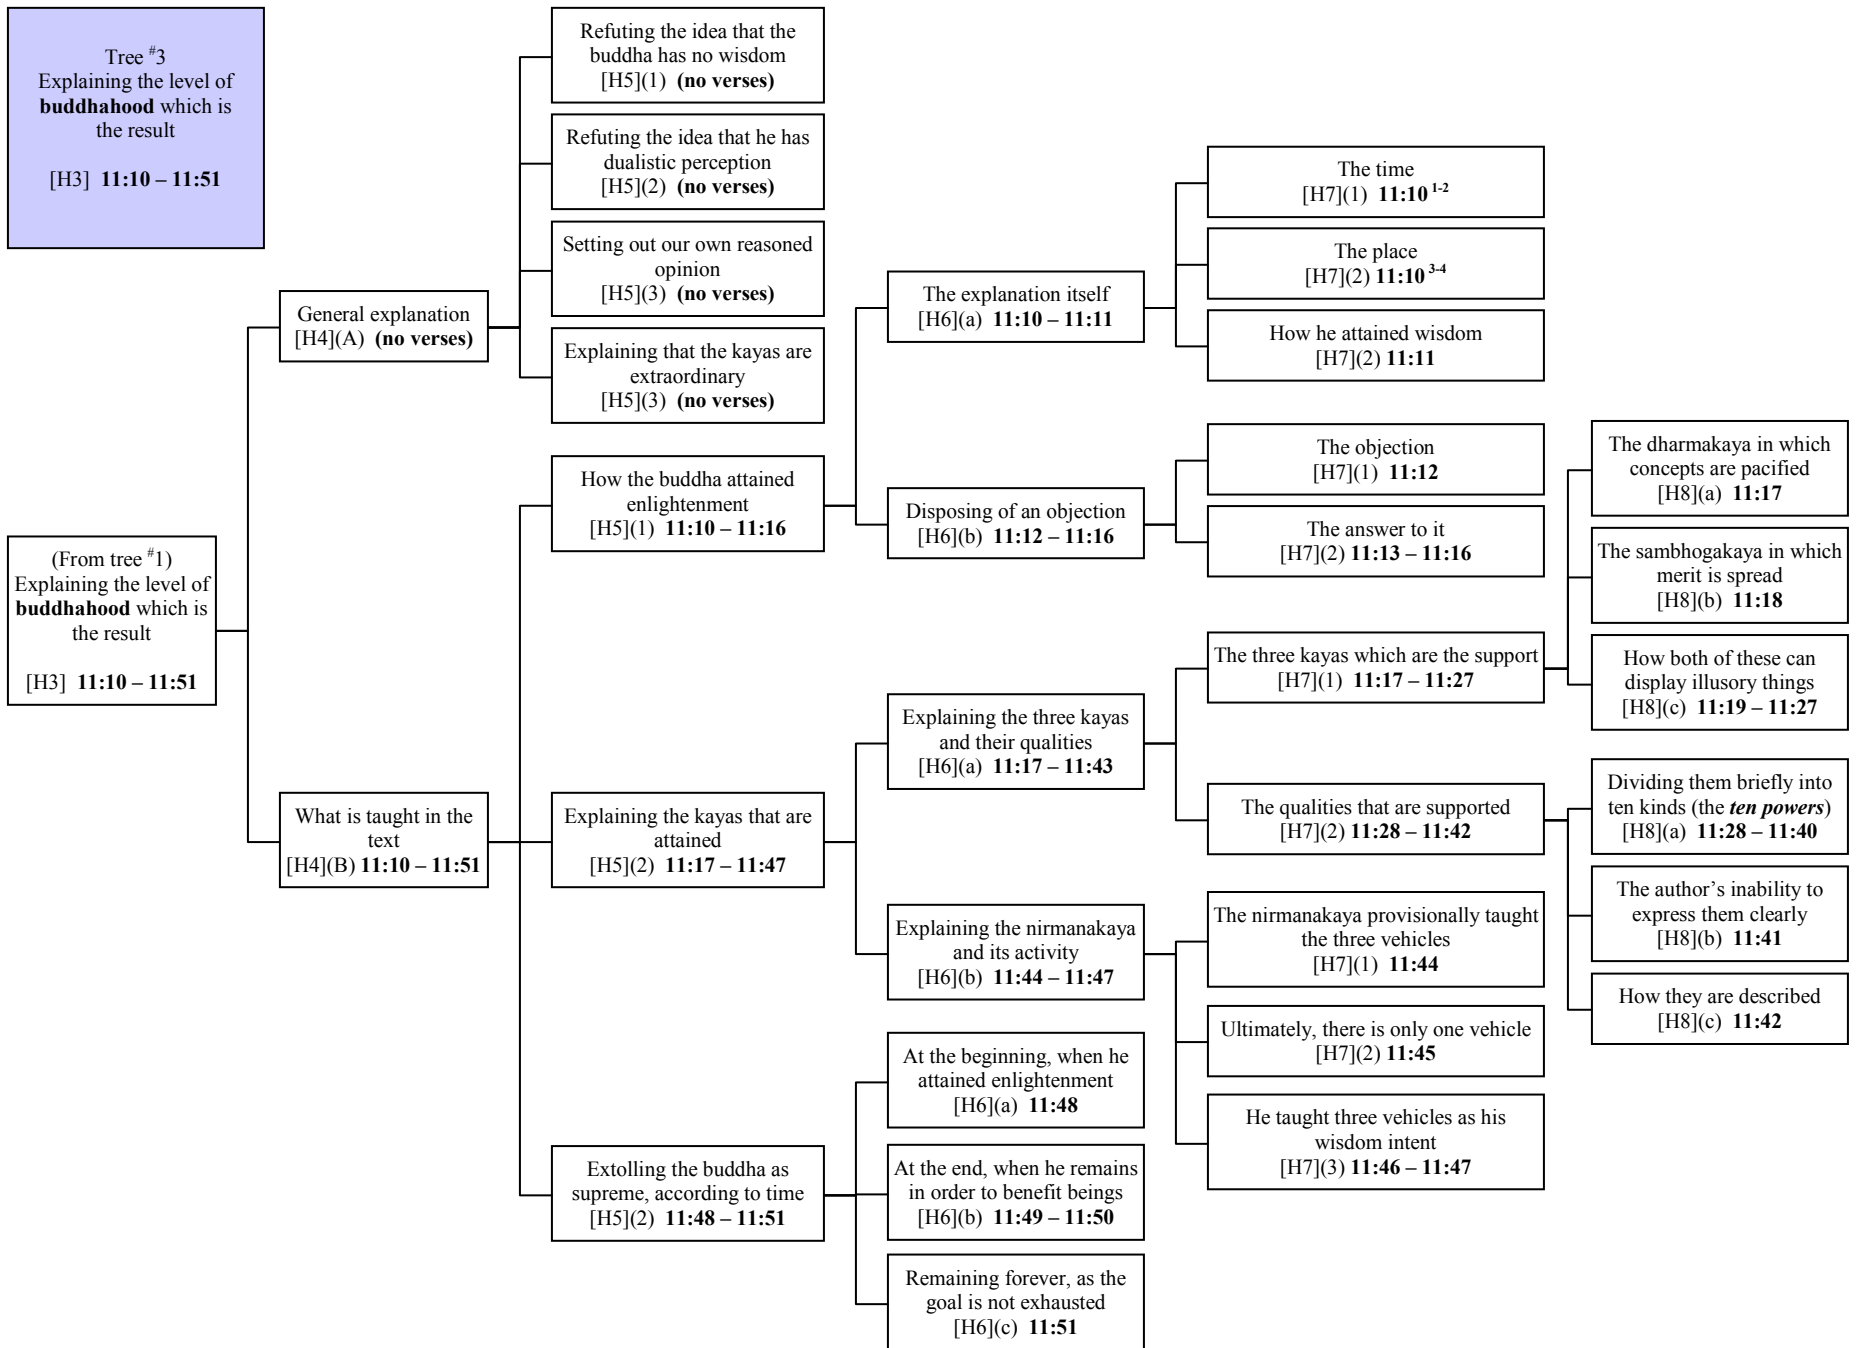 Tree #3
Explaining the level of
buddhahood which is
the result
[H3] 11:10 – 11:51
(From tree #1)
Explaining the level of
buddhahood which is
the result
[H3] 11:10 – 11:51
General explanation
[H4](A) (no verses)
What is taught in the
text
[H4](B) 11:10 – 11:51
Refuting the idea that the
buddha has no wisdom
[H5](1) (no verses)
Refuting the idea that he has
dualistic perception
[H5](2) (no verses)
Setting out our own reasoned
opinion
[H5](3) (no verses)
Explaining that the kayas are
extraordinary
[H5](3) (no verses)
How the buddha attained
enlightenment
[H5](1) 11:10 – 11:16
Explaining the kayas that are
attained
[H5](2) 11:17 – 11:47
Extolling the buddha as
supreme, according to time
[H5](2) 11:48 – 11:51
The explanation itself
[H6](a) 11:10 – 11:11
Disposing of an objection
[H6](b) 11:12 – 11:16
Explaining the three kayas
and their qualities
[H6](a) 11:17 – 11:43
Explaining the nirmanakaya
and its activity
[H6](b) 11:44 – 11:47
At the beginning, when he
attained enlightenment
[H6](a) 11:48
At the end, when he remains
in order to benefit beings
[H6](b) 11:49 – 11:50
Remaining forever, as the
goal is not exhausted
[H6](c) 11:51
The time
[H7](1) 11:10 1-2
The place
[H7](2) 11:10 3-4
How he attained wisdom
[H7](2) 11:11
The objection
[H7](1) 11:12
The answer to it
[H7](2) 11:13 – 11:16
The three kayas which are the support
[H7](1) 11:17 – 11:27
The qualities that are supported
[H7](2) 11:28 – 11:42
The nirmanakaya provisionally taught
the three vehicles
[H7](1) 11:44
Ultimately, there is only one vehicle
[H7](2) 11:45
He taught three vehicles as his
wisdom intent
[H7](3) 11:46 – 11:47
The dharmakaya in which
concepts are pacified
[H8](a) 11:17
The sambhogakaya in which
merit is spread
[H8](b) 11:18
How both of these can
display illusory things
[H8](c) 11:19 – 11:27
Dividing them briefly into
ten kinds (the ten powers)
[H8](a) 11:28 – 11:40
The author’s inability to
express them clearly
[H8](b) 11:41
How they are described
[H8](c) 11:42